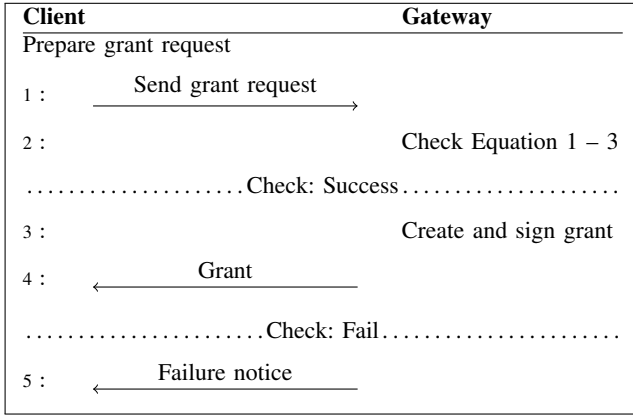 Client Gateway
Prepare grant request
1 : Send grant request
2 : Check Equation 1 – 3
......................Check: Success......................
3 : Create and sign grant
4 : Grant
........................Check: Fail........................
5 : Failure notice